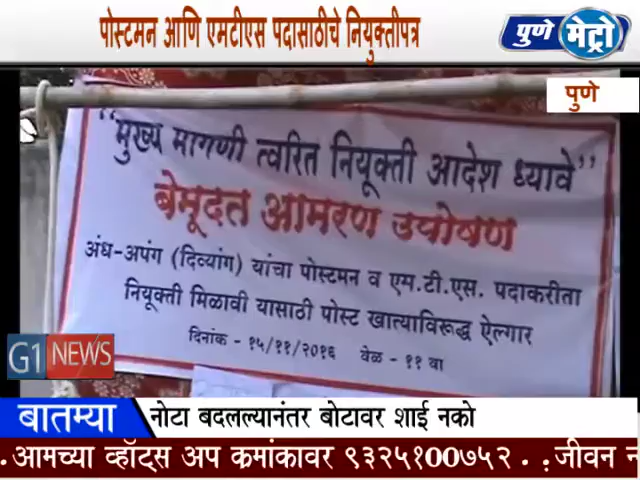 पोस्टमन आणि एमटीएस पदासाठीचे नियुक्तीपत्र
पुणे मेट्रो
पुणे
"मुख्य मागणी त्वरित नियूक्ती आदेश ध्यावे"
बेमूदत आमरण उपोषण
अंध-अपंग (दिव्यांग) यांचा पोस्टमन व एम.टी.एस. पदाकरीता
नियूक्ती मिळावी यासाठी पोस्ट खात्याविरूद्ध ऐल्गार
दिनांक - १५/११/२०१६ वेळ - ११ वा
G1 NEWS
बातम्या
नोटा बदलल्यानंतर बोटावर शाई नको
आमच्या व्हॉट्स अप क्रमांकावर ९३२५१००७५२ . : जीवन न